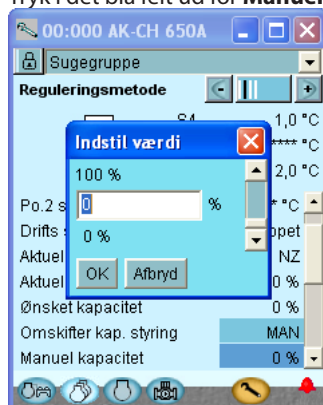 Tryk i det blå felt ud for Manuel
00:000 AK-CH 650A
Sugegruppe
Reguleringsmetode
S4 1,0 °C
**** °C
2,0 °C
Indstil værdi
100 %
0 %
0 %
OK Afbryd
Po.2 s * °C
Drifts ppet
Aktuel NZ
Aktuel 0 %
Ønsket kapacitet 0 %
Omskifter kap. styring MAN
Manuel kapacitet 0 %